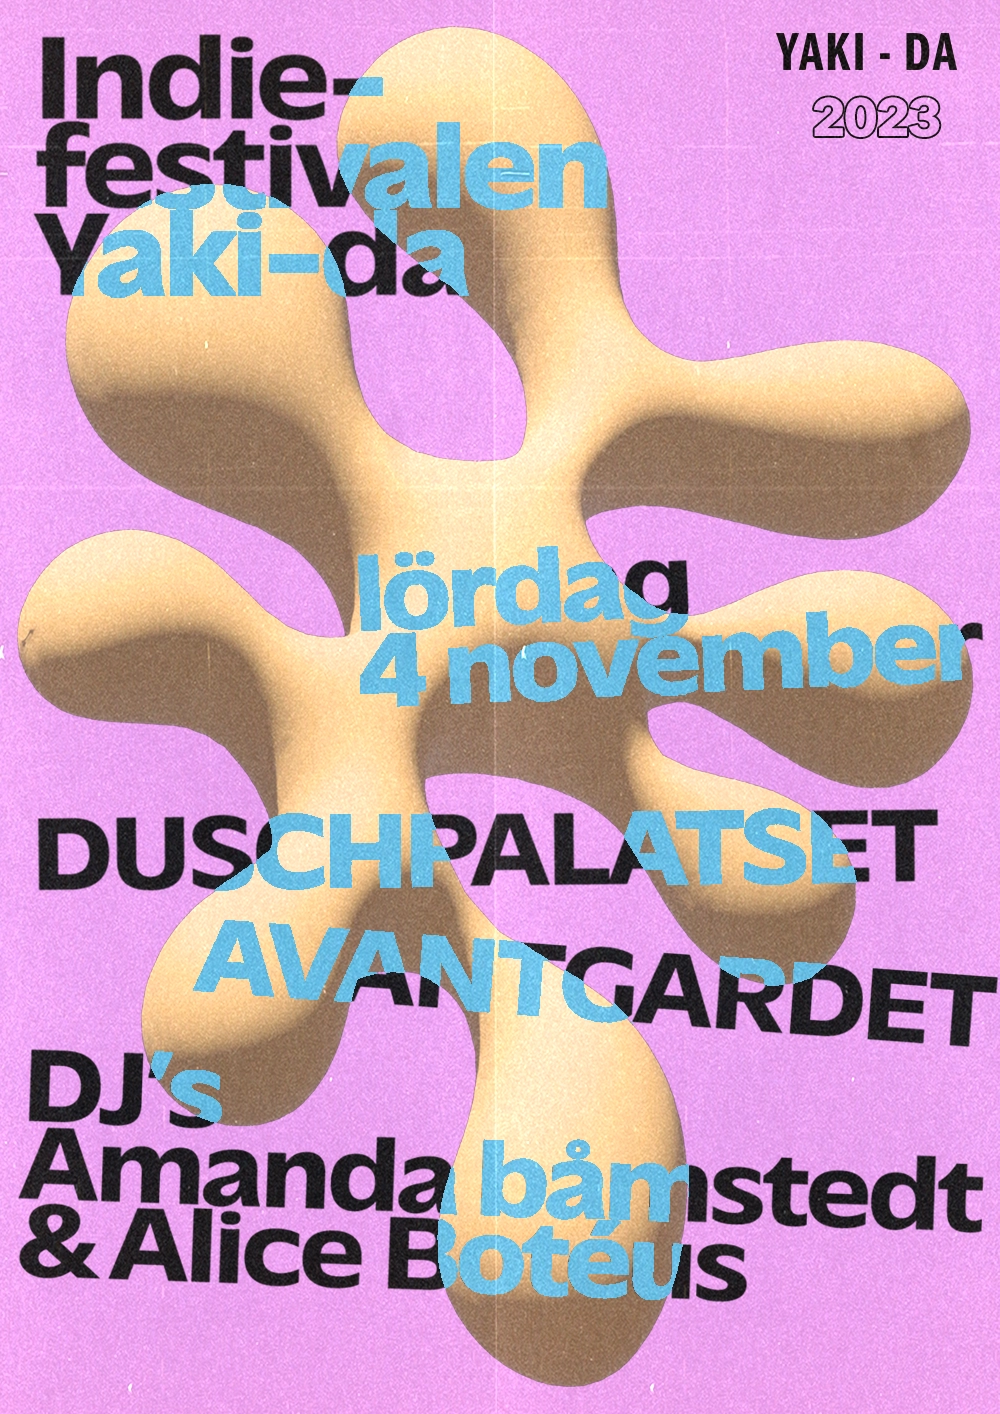 Indie-
festivalen
Yaki-da
YAKI - DA
2023
lördag
4 november
DUSCHPALATSET
AVANTGARDET
DJ's
Amanda båmstedt
& Alice Botéus